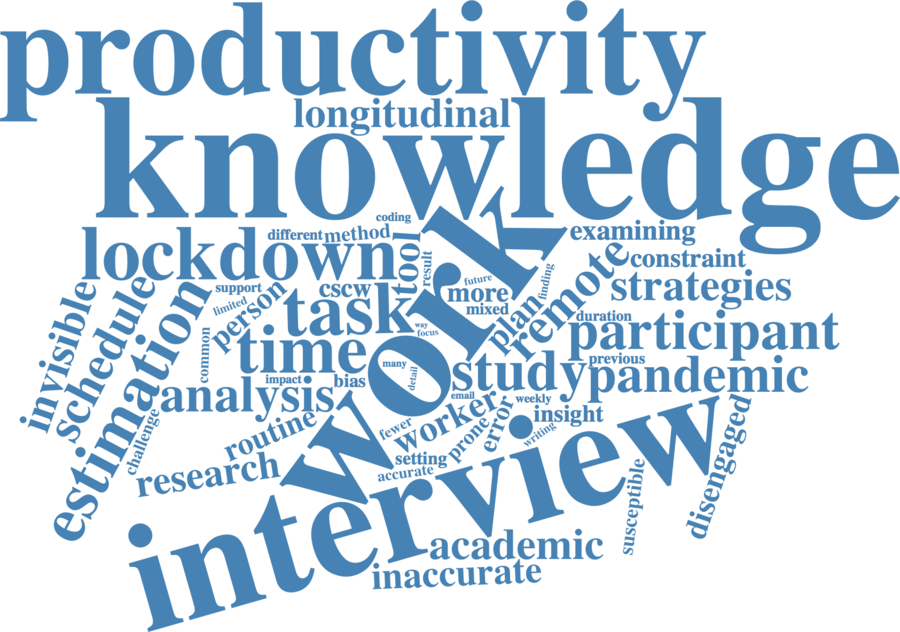 productivity
longitudinal
knowledge
coding
different
method
lockdown
tool
result
work
examining
remote
constraint
strategies
support
limited
person
cscw
task
future
more
mixed
finding
plan
duration
participant
invisible
schedule
estimation
common
time
way
focus
many
detail
study
previous
pandemic
impact
bias
analysis
email
weekly
worker
error
insight
challenge
routine
fewer
prone
writing
setting
accurate
research
interview
susceptible
disengaged
academic
inaccurate